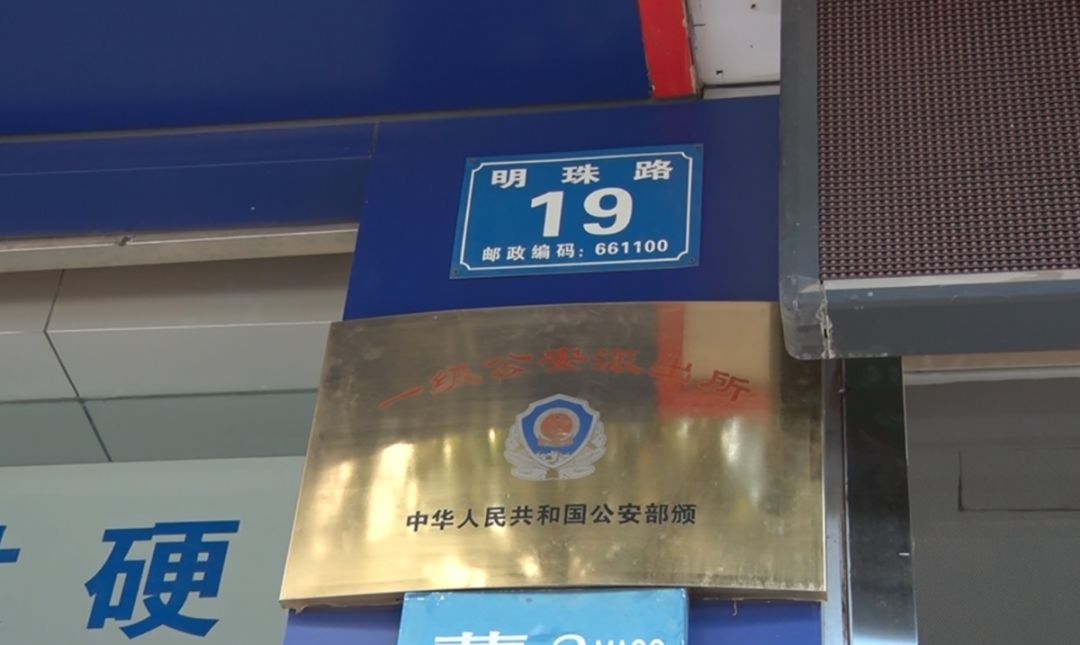 明珠路
19
邮政编码：661100
一级公安派出所
中华人民共和国公安部颁
硬